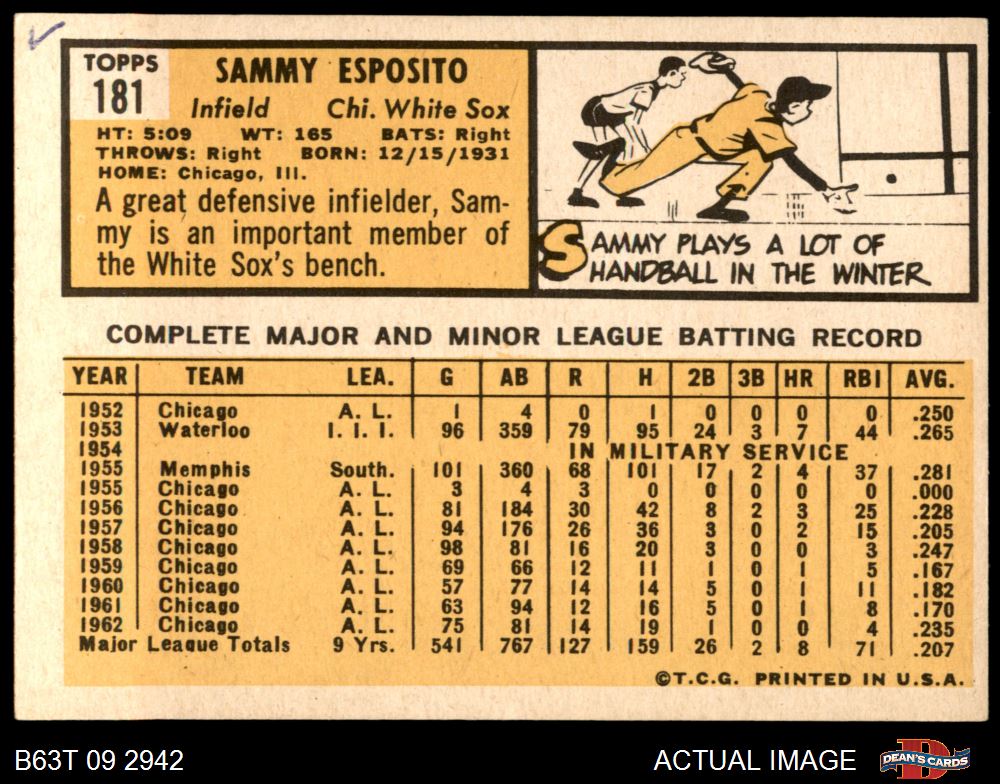 TOPPS
181
SAMMY ESPOSITO
Infield Chi. White Sox
HT: 5:09 WT: 165 BATS: Right
THROWS: Right BORN: 12/15/1931
HOME: Chicago, Ill.
A great defensive infielder, Sam-
my is an important member of
the White Sox's bench.
SAMMY PLAYS A LOT OF
HANDBALL IN THE WINTER
COMPLETE MAJOR AND MINOR LEAGUE BATTING RECORD
YEAR TEAM LEA. G AB R H 2B 3B HR RBI AVG.
1952 Chicago A. L. 1 4 0 1 0 0 0 0 .250
1953 Waterloo I. I. I. 96 359 79 95 24 3 7 44 .265
1954 IN MILITARY SERVICE
1955 Memphis South. 101 360 68 101 17 2 4 37 .281
1955 Chicago A. L. 3 4 3 0 0 0 0 0 .000
1956 Chicago A. L. 81 184 30 42 8 2 3 25 .228
1957 Chicago A. L. 94 176 26 36 3 0 2 15 .205
1958 Chicago A. L. 98 81 16 20 3 0 0 3 .247
1959 Chicago A. L. 69 66 12 11 1 0 1 5 .167
1960 Chicago A. L. 57 77 14 14 5 0 1 11 .182
1961 Chicago A. L. 63 94 12 16 5 0 1 8 .170
1962 Chicago A. L. 75 81 14 19 1 0 0 4 .235
Major League Totals 9 Yrs. 541 767 127 159 26 2 8 71 .207
©T.C.G. PRINTED IN U.S.A.
B63T 09 2942 ACTUAL IMAGE DEAN'S CARDS